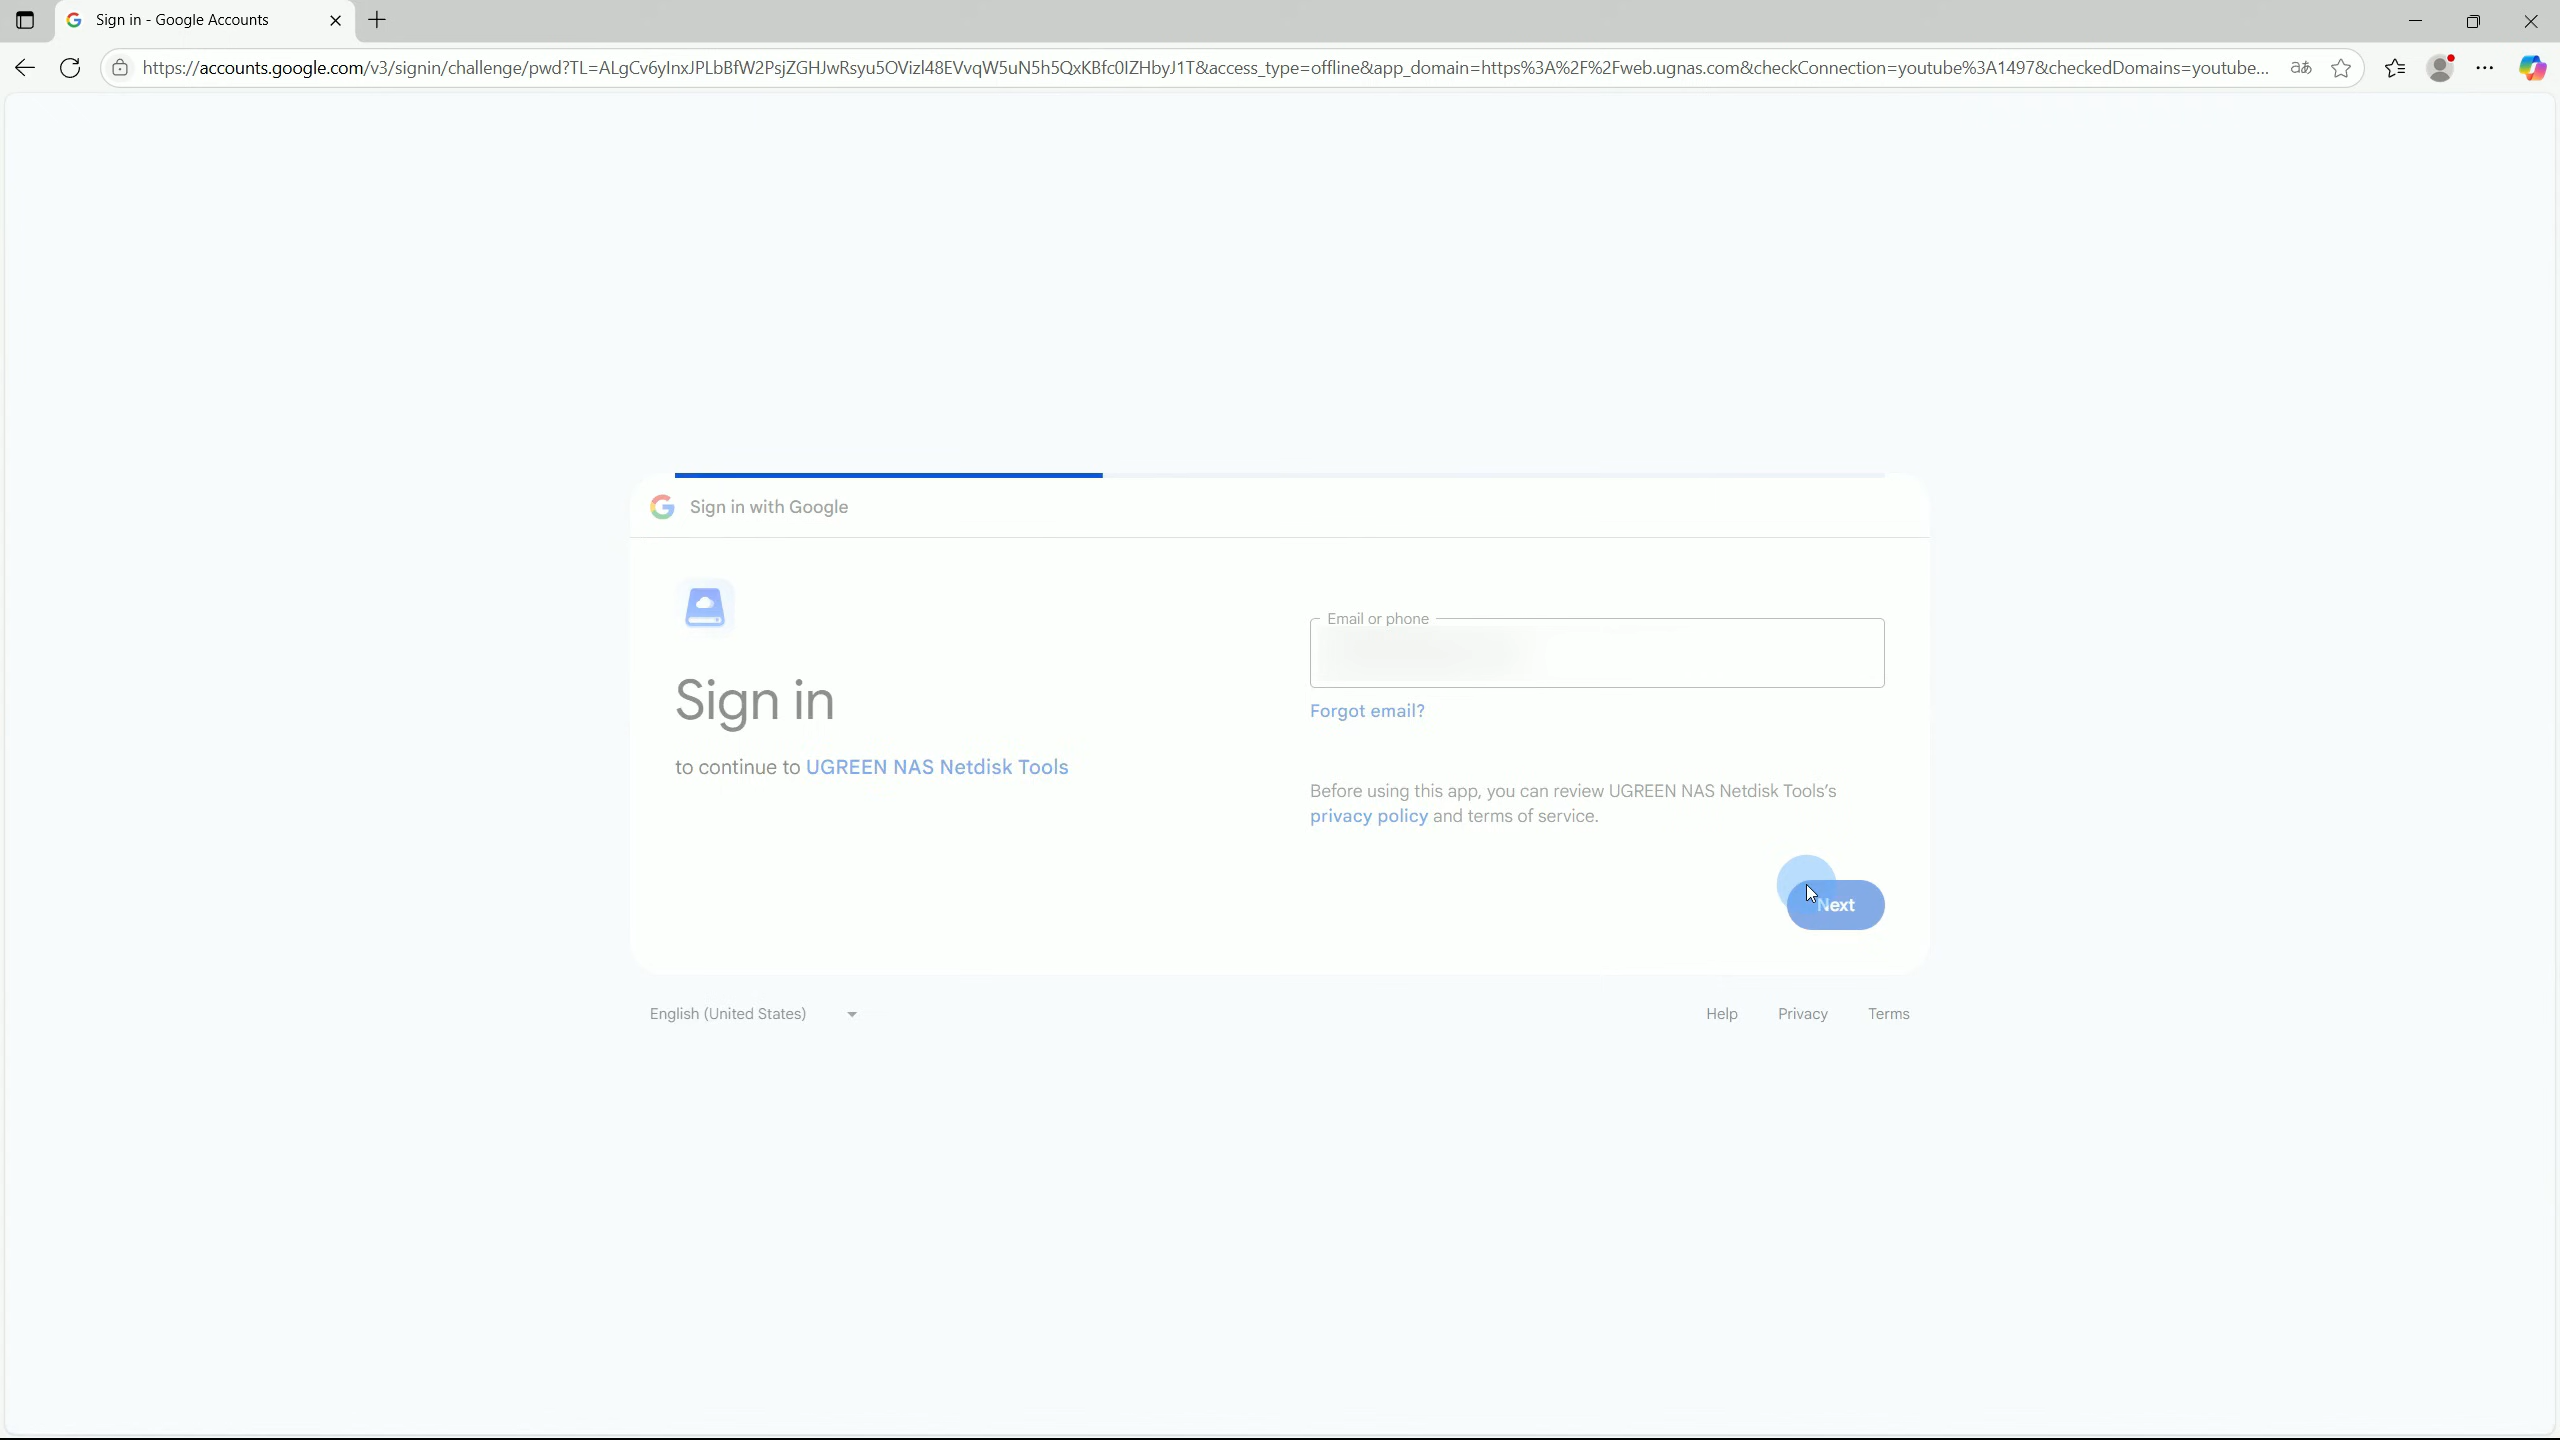 Sign in - Google Accounts
https://accounts.google.com/v3/signin/challenge/pwd?TL=ALgCv6yInxJPLbBfW2PsjZGHJwRsyu5OVizl48EVvqW5uN5h5QxKBfc0IZHbyJ1T&access_type=offline&app_domain=https%3A%2F%2Fweb.ugnas.com&checkConnection=youtube%3A1497&checkedDomains=youtube...
Sign in with Google
Sign in
to continue to UGREEN NAS Netdisk Tools
Email or phone
Forgot email?
Before using this app, you can review UGREEN NAS Netdisk Tools's
privacy policy and terms of service.
Next
English (United States)
Help Privacy Terms